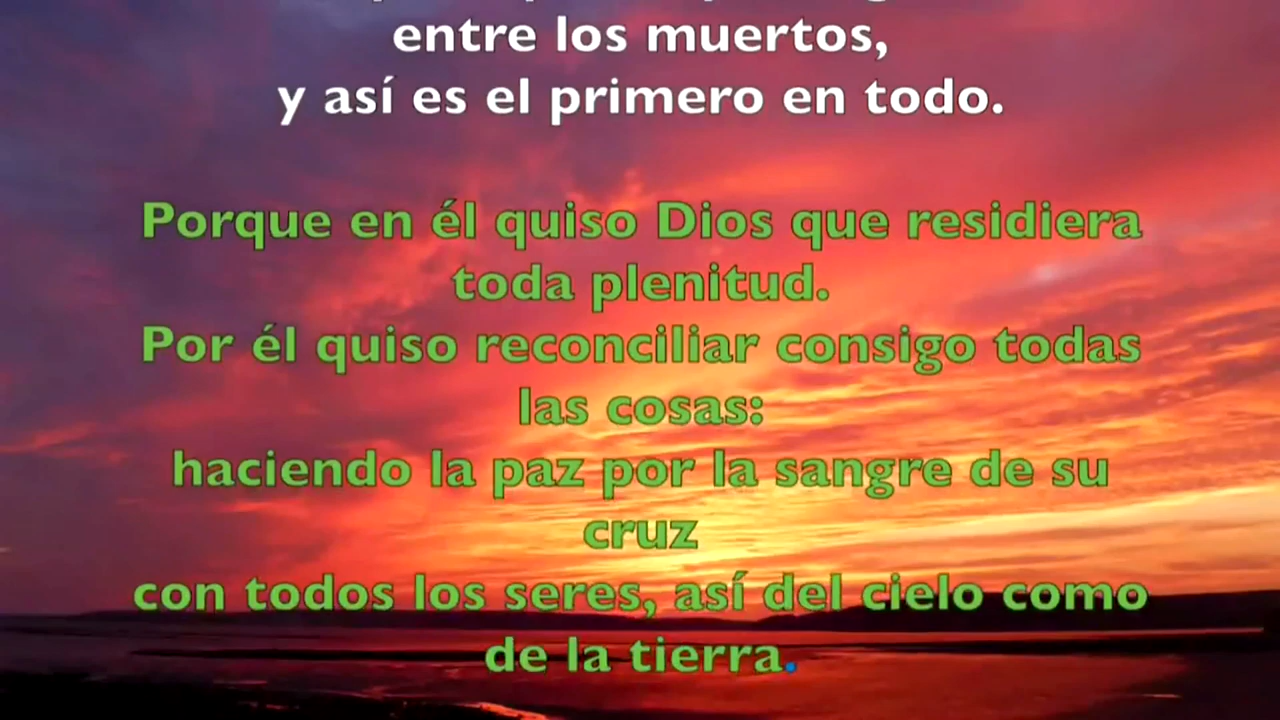 entre los muertos,
y así es el primero en todo.
Porque en él quiso Dios que residiera
toda plenitud.
Por él quiso reconciliar consigo todas
las cosas:
haciendo la paz por la sangre de su
cruz
con todos los seres, así del cielo como
de la tierra.